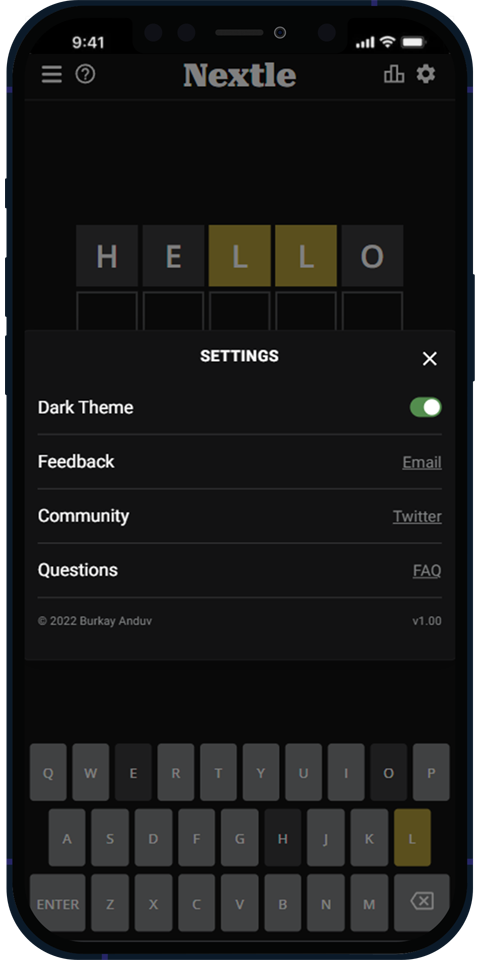 9:41
Nextle
H E L L O
SETTINGS
Dark Theme
Feedback Email
Community Twitter
Questions FAQ
© 2022 Burkay Anduv v1.00
Q W E R T Y U I O P
A S D F G H J K L
ENTER Z X C V B N M